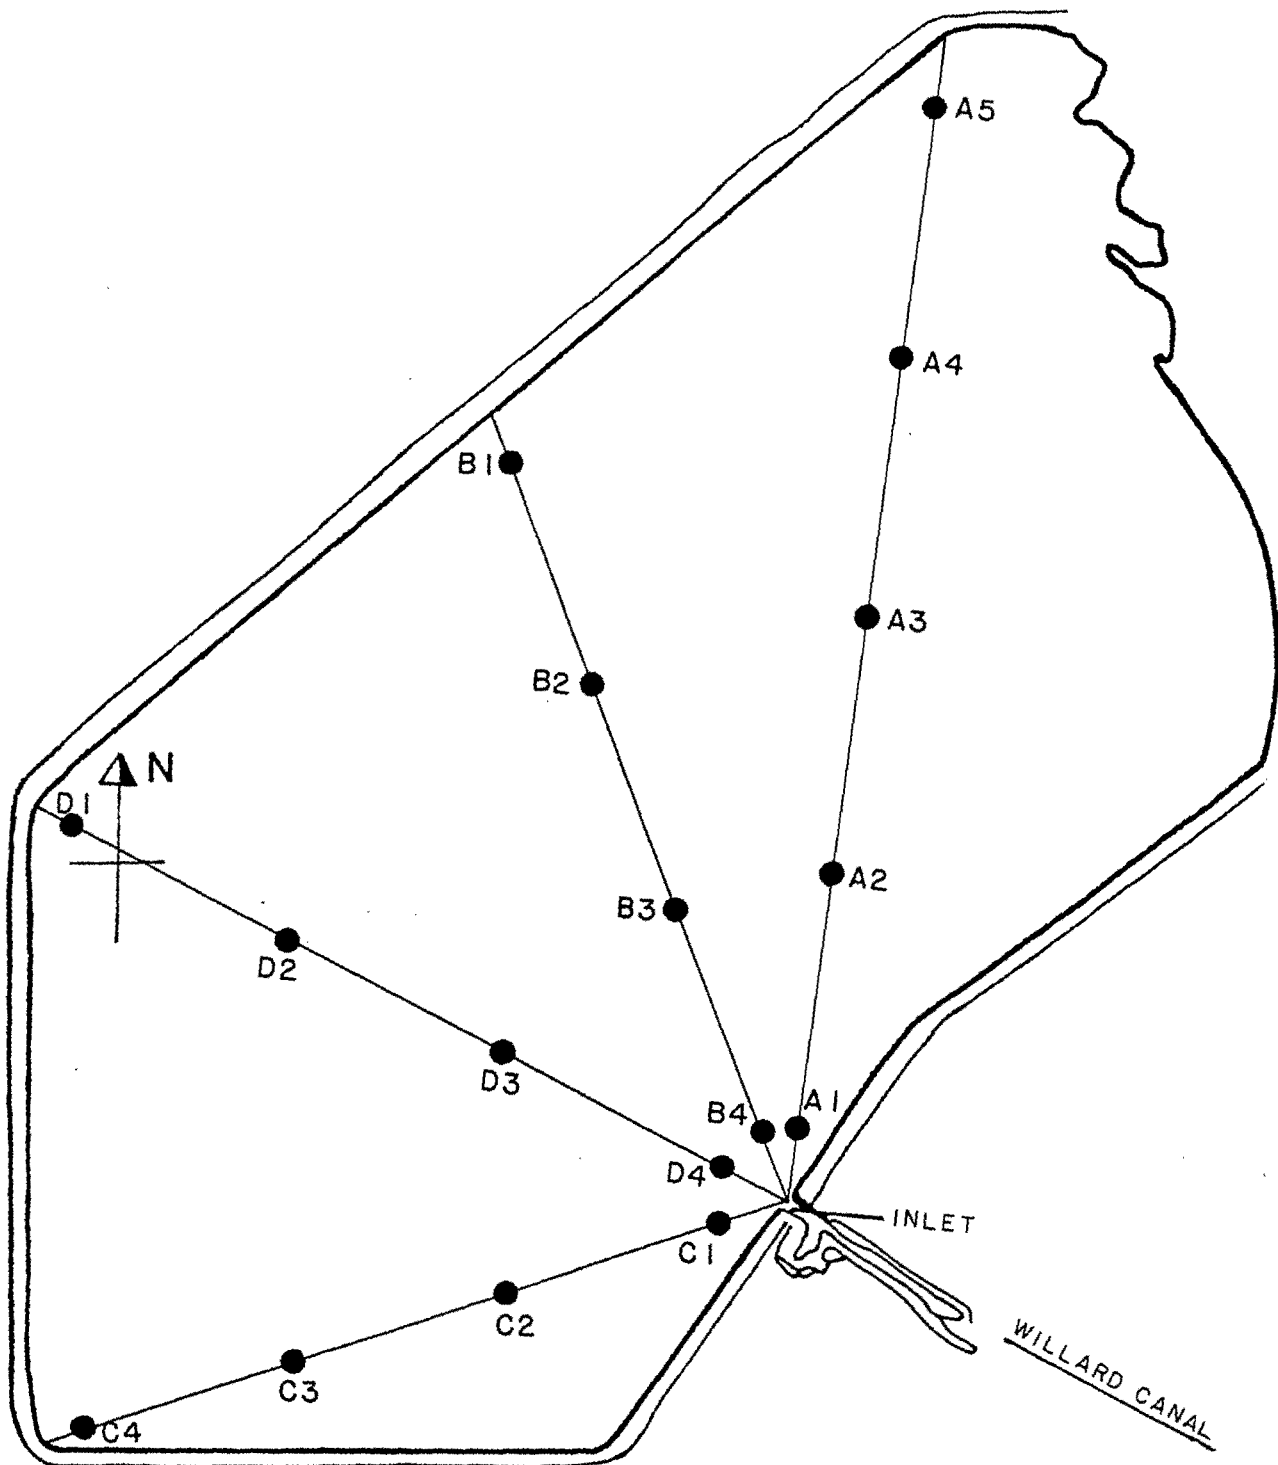 A5
A4
B1
A3
B2
N
D1
A2
B3
D2
D3
A1
B4
D4
INLET
C1
C2
WILLARD CANAL
C3
C4